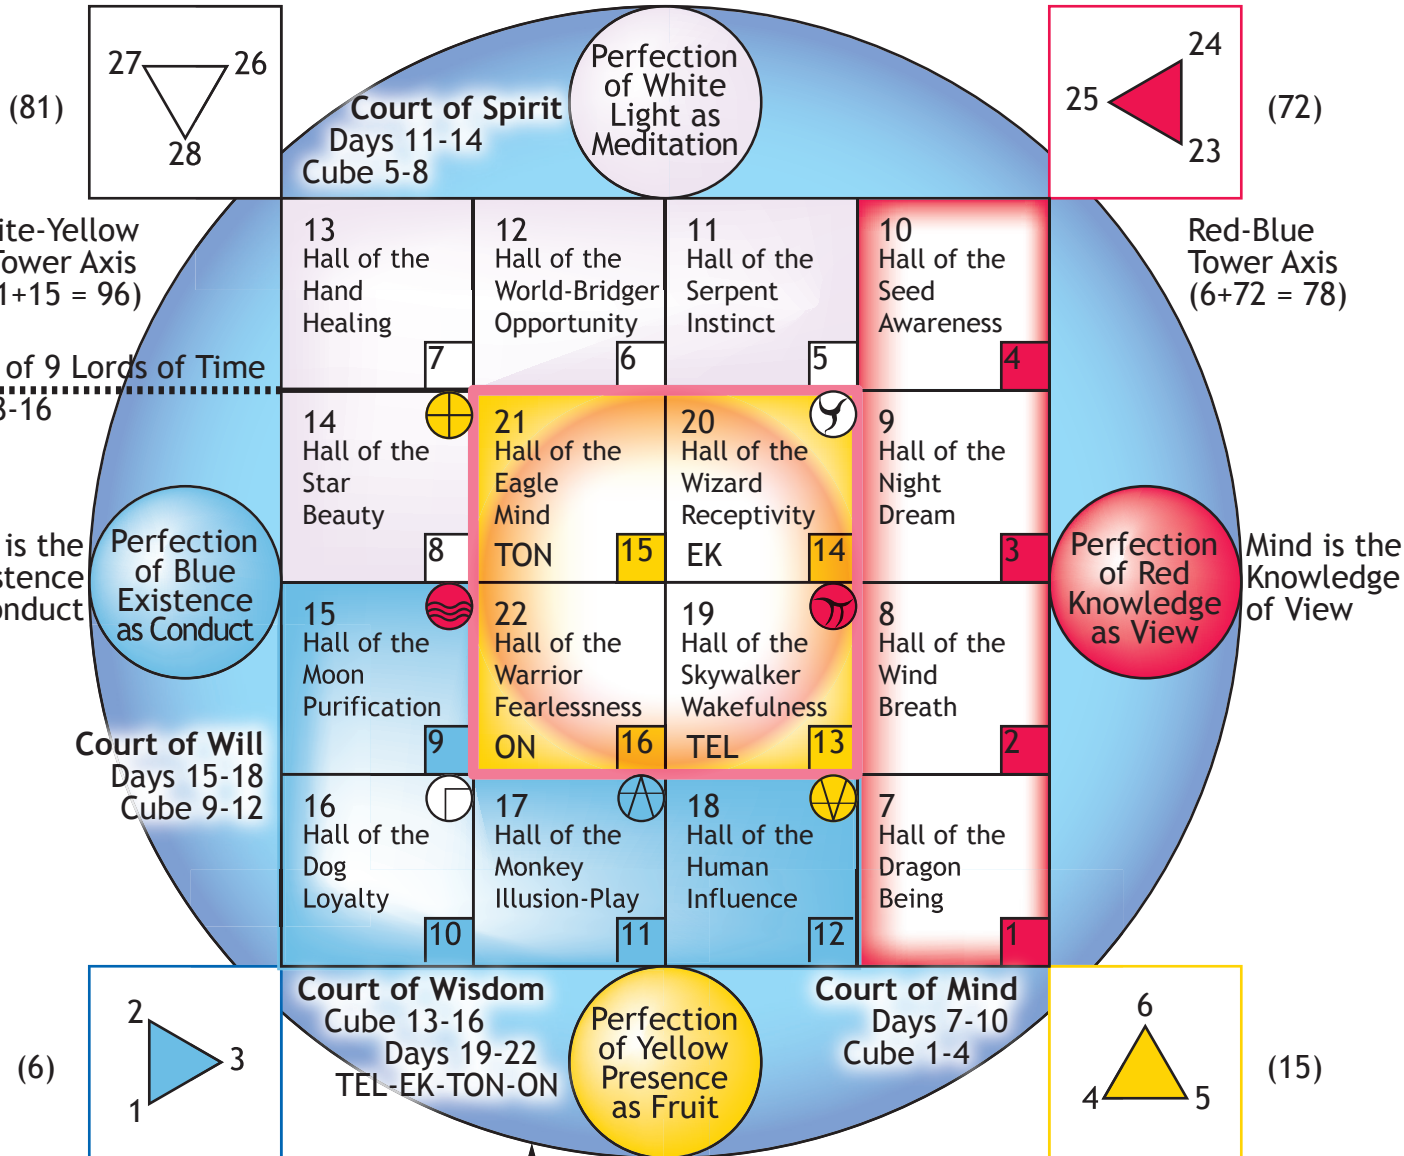 27
26
28
(81)
Court of Spirit
Days 11-14
Cube 5-8
Perfection
of White
Light as
Meditation
24
25
23
(72)
ite-Yellow
Tower Axis
1+15 = 96)
Red-Blue
Tower Axis
(6+72 = 78)
13
Hall of the
Hand
Healing
7
12
Hall of the
World-Bridger
Opportunity
6
11
Hall of the
Serpent
Instinct
5
10
Hall of the
Seed
Awareness
4
of 9 Lords of Time
3-16
14
Hall of the
Star
Beauty
8
21
Hall of the
Eagle
Mind
TON
15
20
Hall of the
Wizard
Receptivity
EK
14
9
Hall of the
Night
Dream
3
is the
stence
onduct
Perfection
of Blue
Existence
as Conduct
Perfection
of Red
Knowledge
as View
Mind is the
Knowledge
of View
15
Hall of the
Moon
Purification
9
22
Hall of the
Warrior
Fearlessness
ON
16
19
Hall of the
Skywalker
Wakefulness
TEL
13
8
Hall of the
Wind
Breath
2
Court of Will
Days 15-18
Cube 9-12
16
Hall of the
Dog
Loyalty
10
17
Hall of the
Monkey
Illusion-Play
11
18
Hall of the
Human
Influence
12
7
Hall of the
Dragon
Being
1
Court of Wisdom
Cube 13-16
Days 19-22
TEL-EK-TON-ON
Perfection
of Yellow
Presence
as Fruit
Court of Mind
Days 7-10
Cube 1-4
(6)
2
3
1
6
4
5
(15)